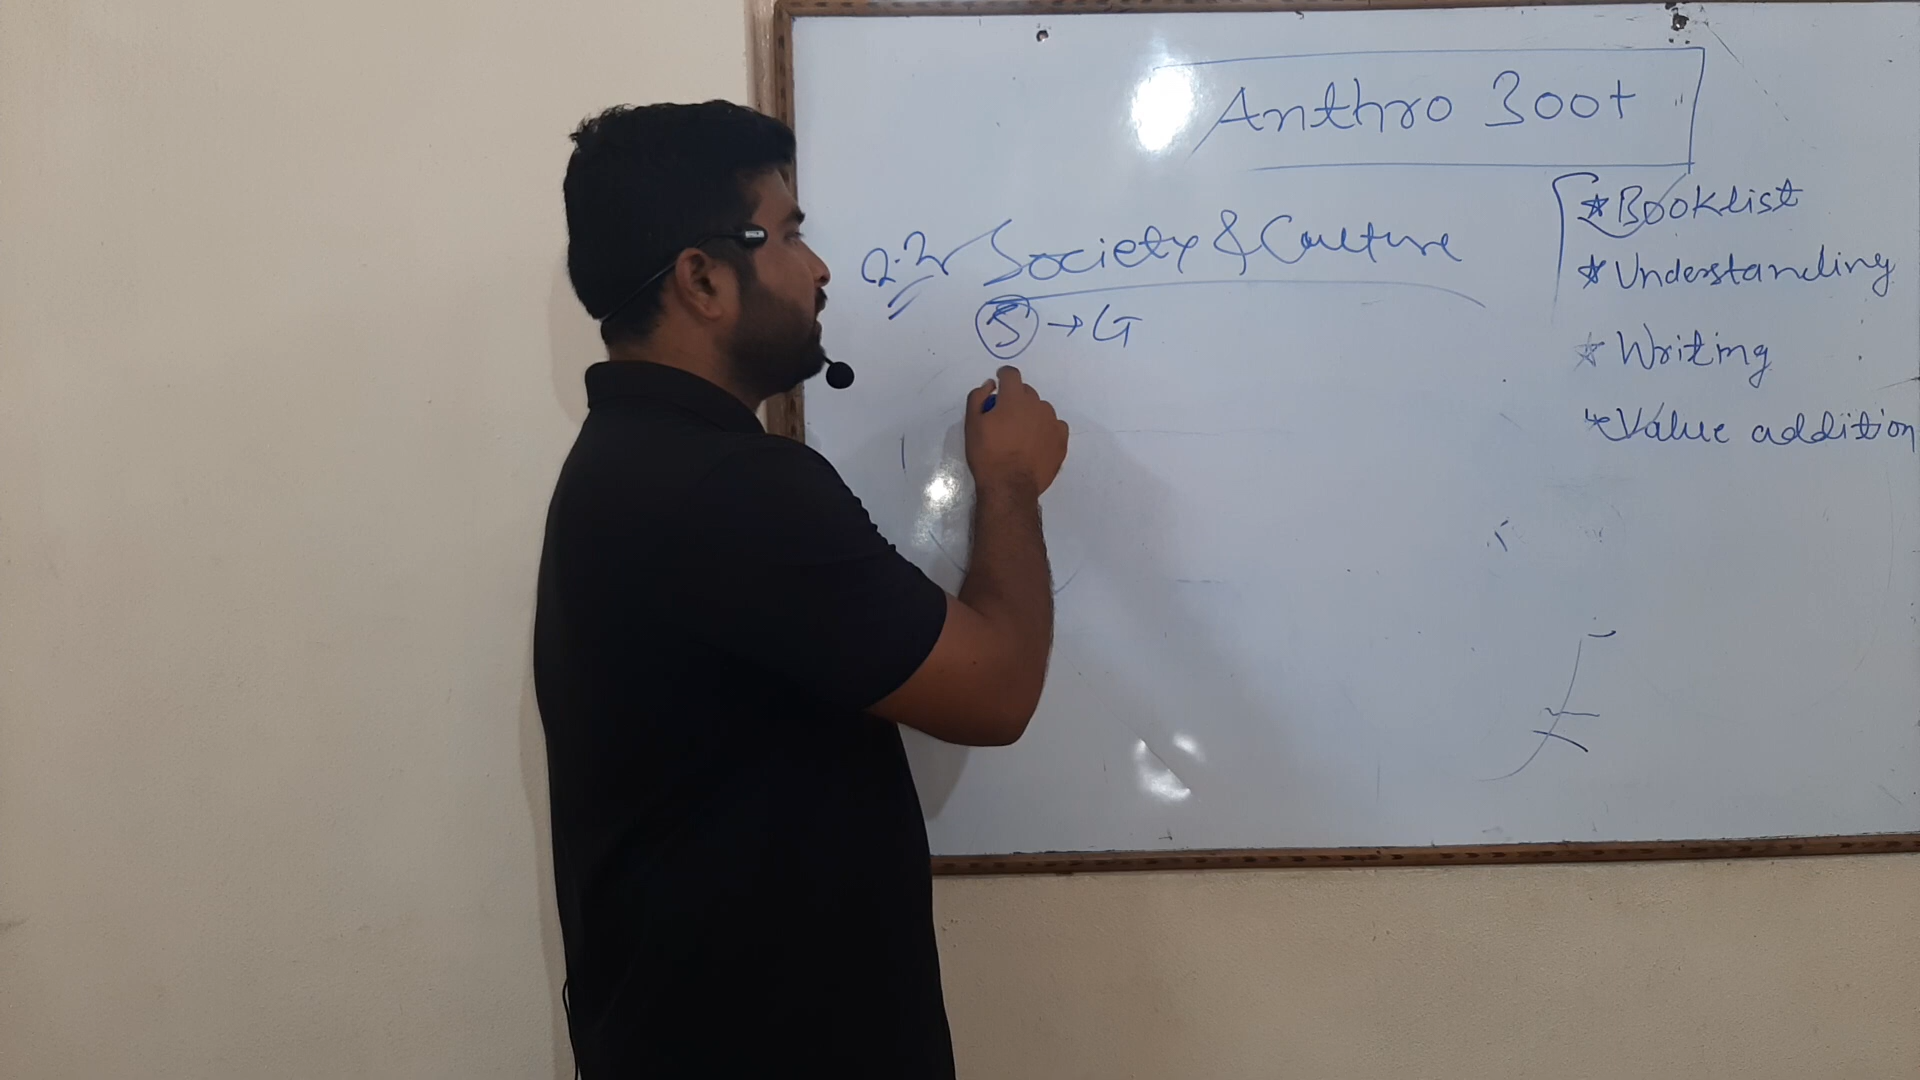 Anthro 300+
Q.2 Society & Culture
S → G
* Booklist
* Understanding
* Writing
* Value addition